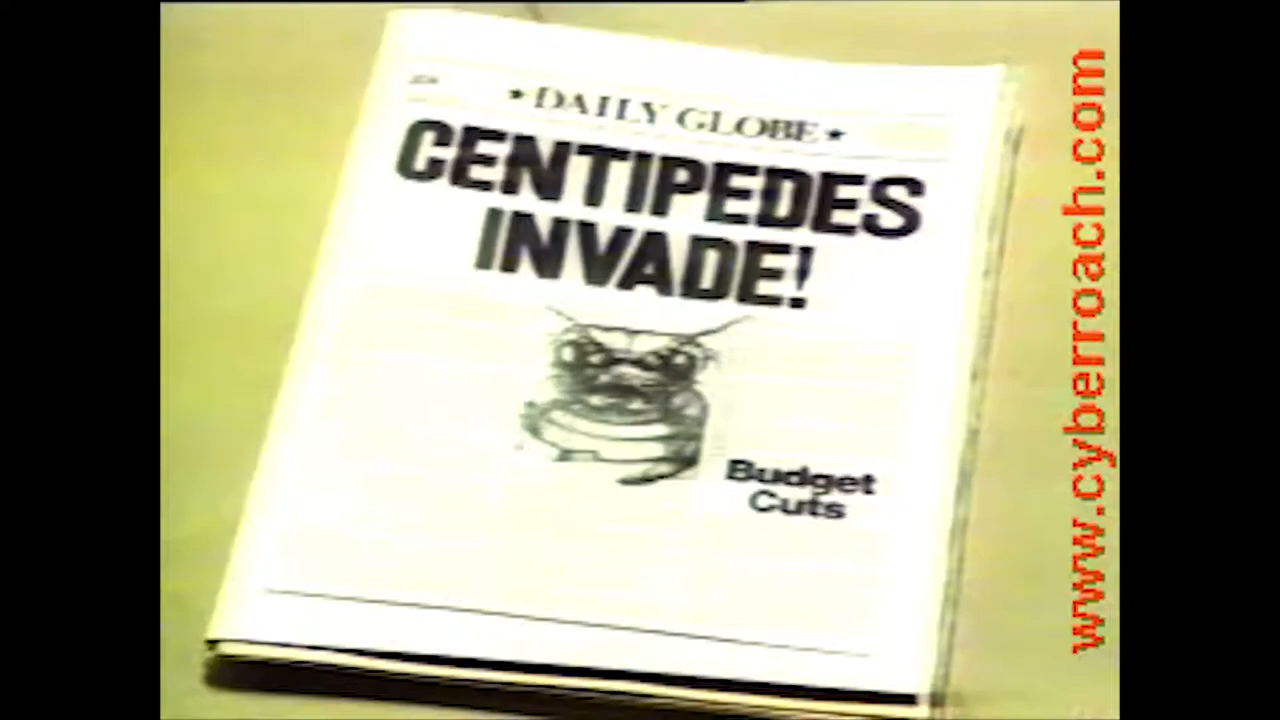 ★DAILY GLOBE★
CENTIPEDES
INVADE!
Budget
Cuts
www.cyberroach.com